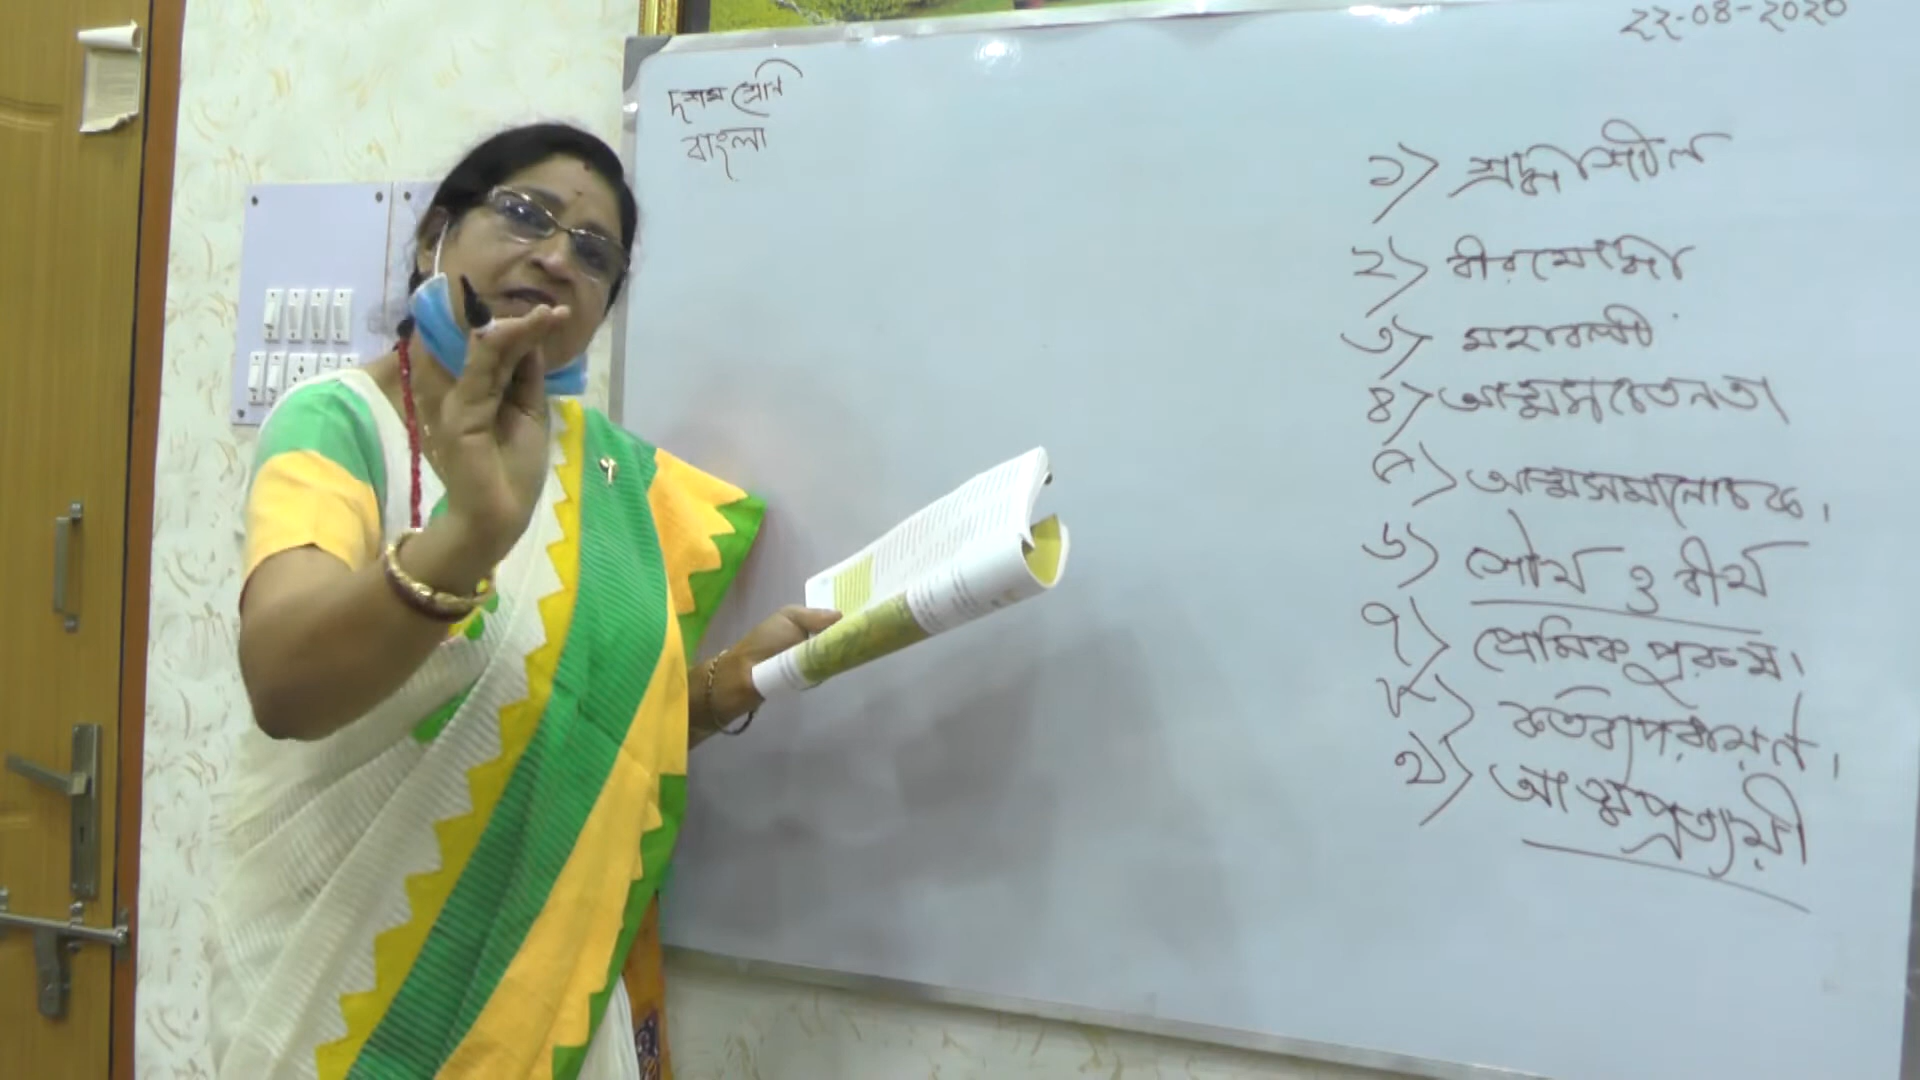 ২২-০৪-২০২০
দশম শ্রেণি
বাংলা
১) শ্রদ্ধাশীল
২) বীরযোদ্ধা
৩) মহাবলী
৪) আত্মসচেতনতা
৫) আত্মসমালোচক।
৬) শৌর্য ও বীর্য
৭) প্রেমিক পুরুষ।
৮) কর্তব্যপরায়ণ।
৯) আত্মপ্রত্যয়ী